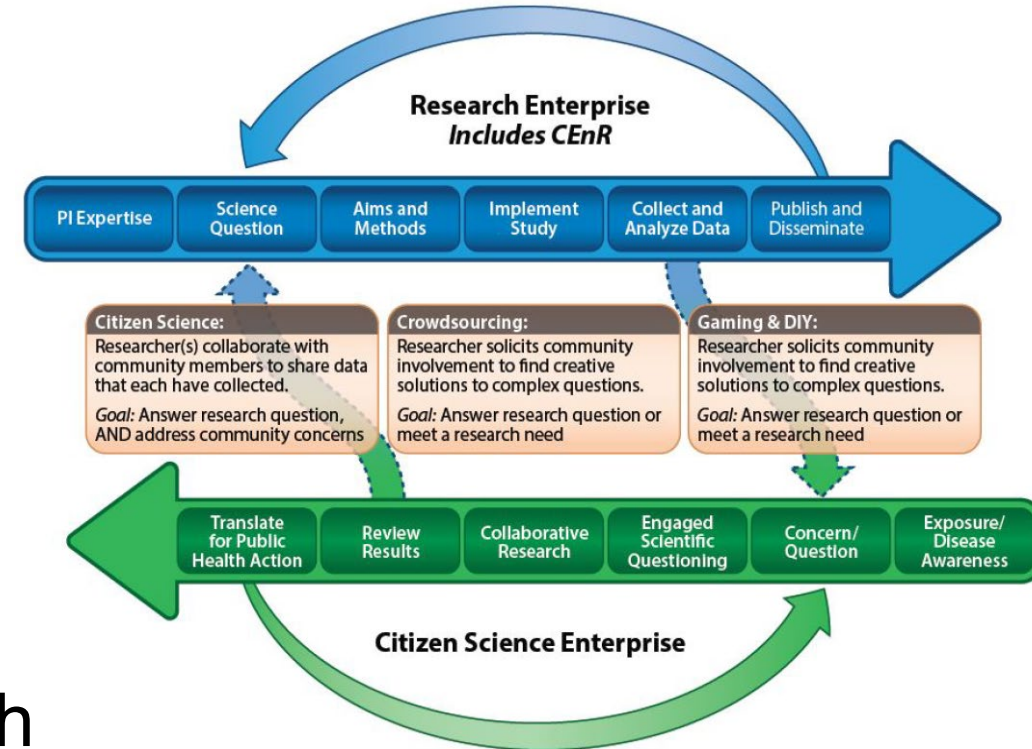 Research Enterprise
Includes CEnR
PI Expertise
Science
Question
Aims and
Methods
Implement
Study
Collect and
Analyze Data
Publish and
Disseminate
Citizen Science:
Researcher(s) collaborate with
community members to share data
that each have collected.
Goal: Answer research question,
AND address community concerns
Crowdsourcing:
Researcher solicits community
involvement to find creative
solutions to complex questions.
Goal: Answer research question or
meet a research need
Gaming & DIY:
Researcher solicits community
involvement to find creative
solutions to complex questions.
Goal: Answer research question or
meet a research need
Translate
for Public
Health Action
Review
Results
Collaborative
Research
Engaged
Scientific
Questioning
Concern/
Question
Exposure/
Disease
Awareness
Citizen Science Enterprise
h